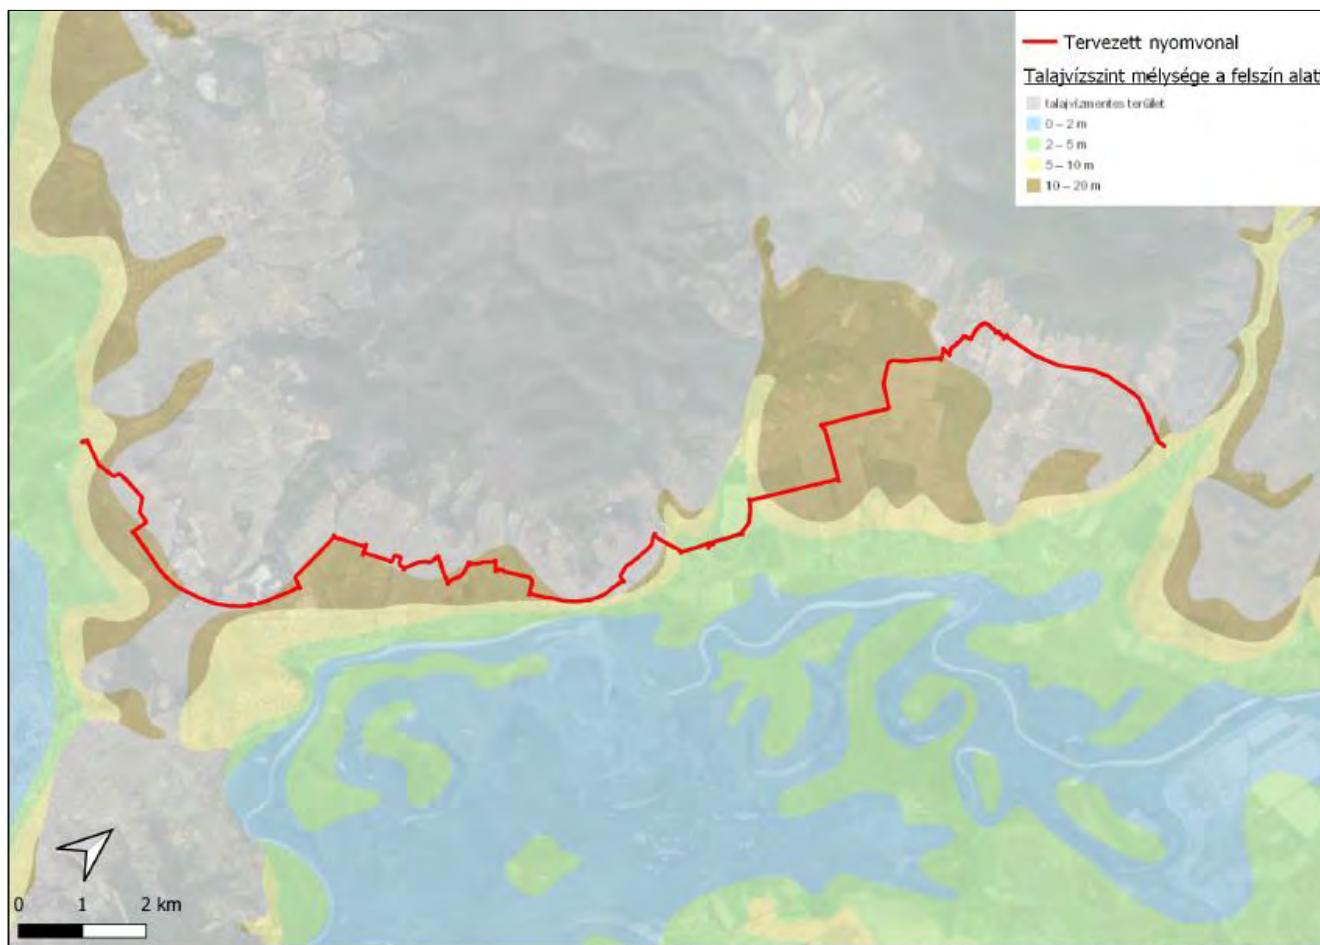 Tervezett nyomvonal
Talajvízszint mélysége a felszín alatt
talajvízmentes terület
0 – 2 m
2 – 5 m
5 – 10 m
10 – 20 m
0 1 2 km